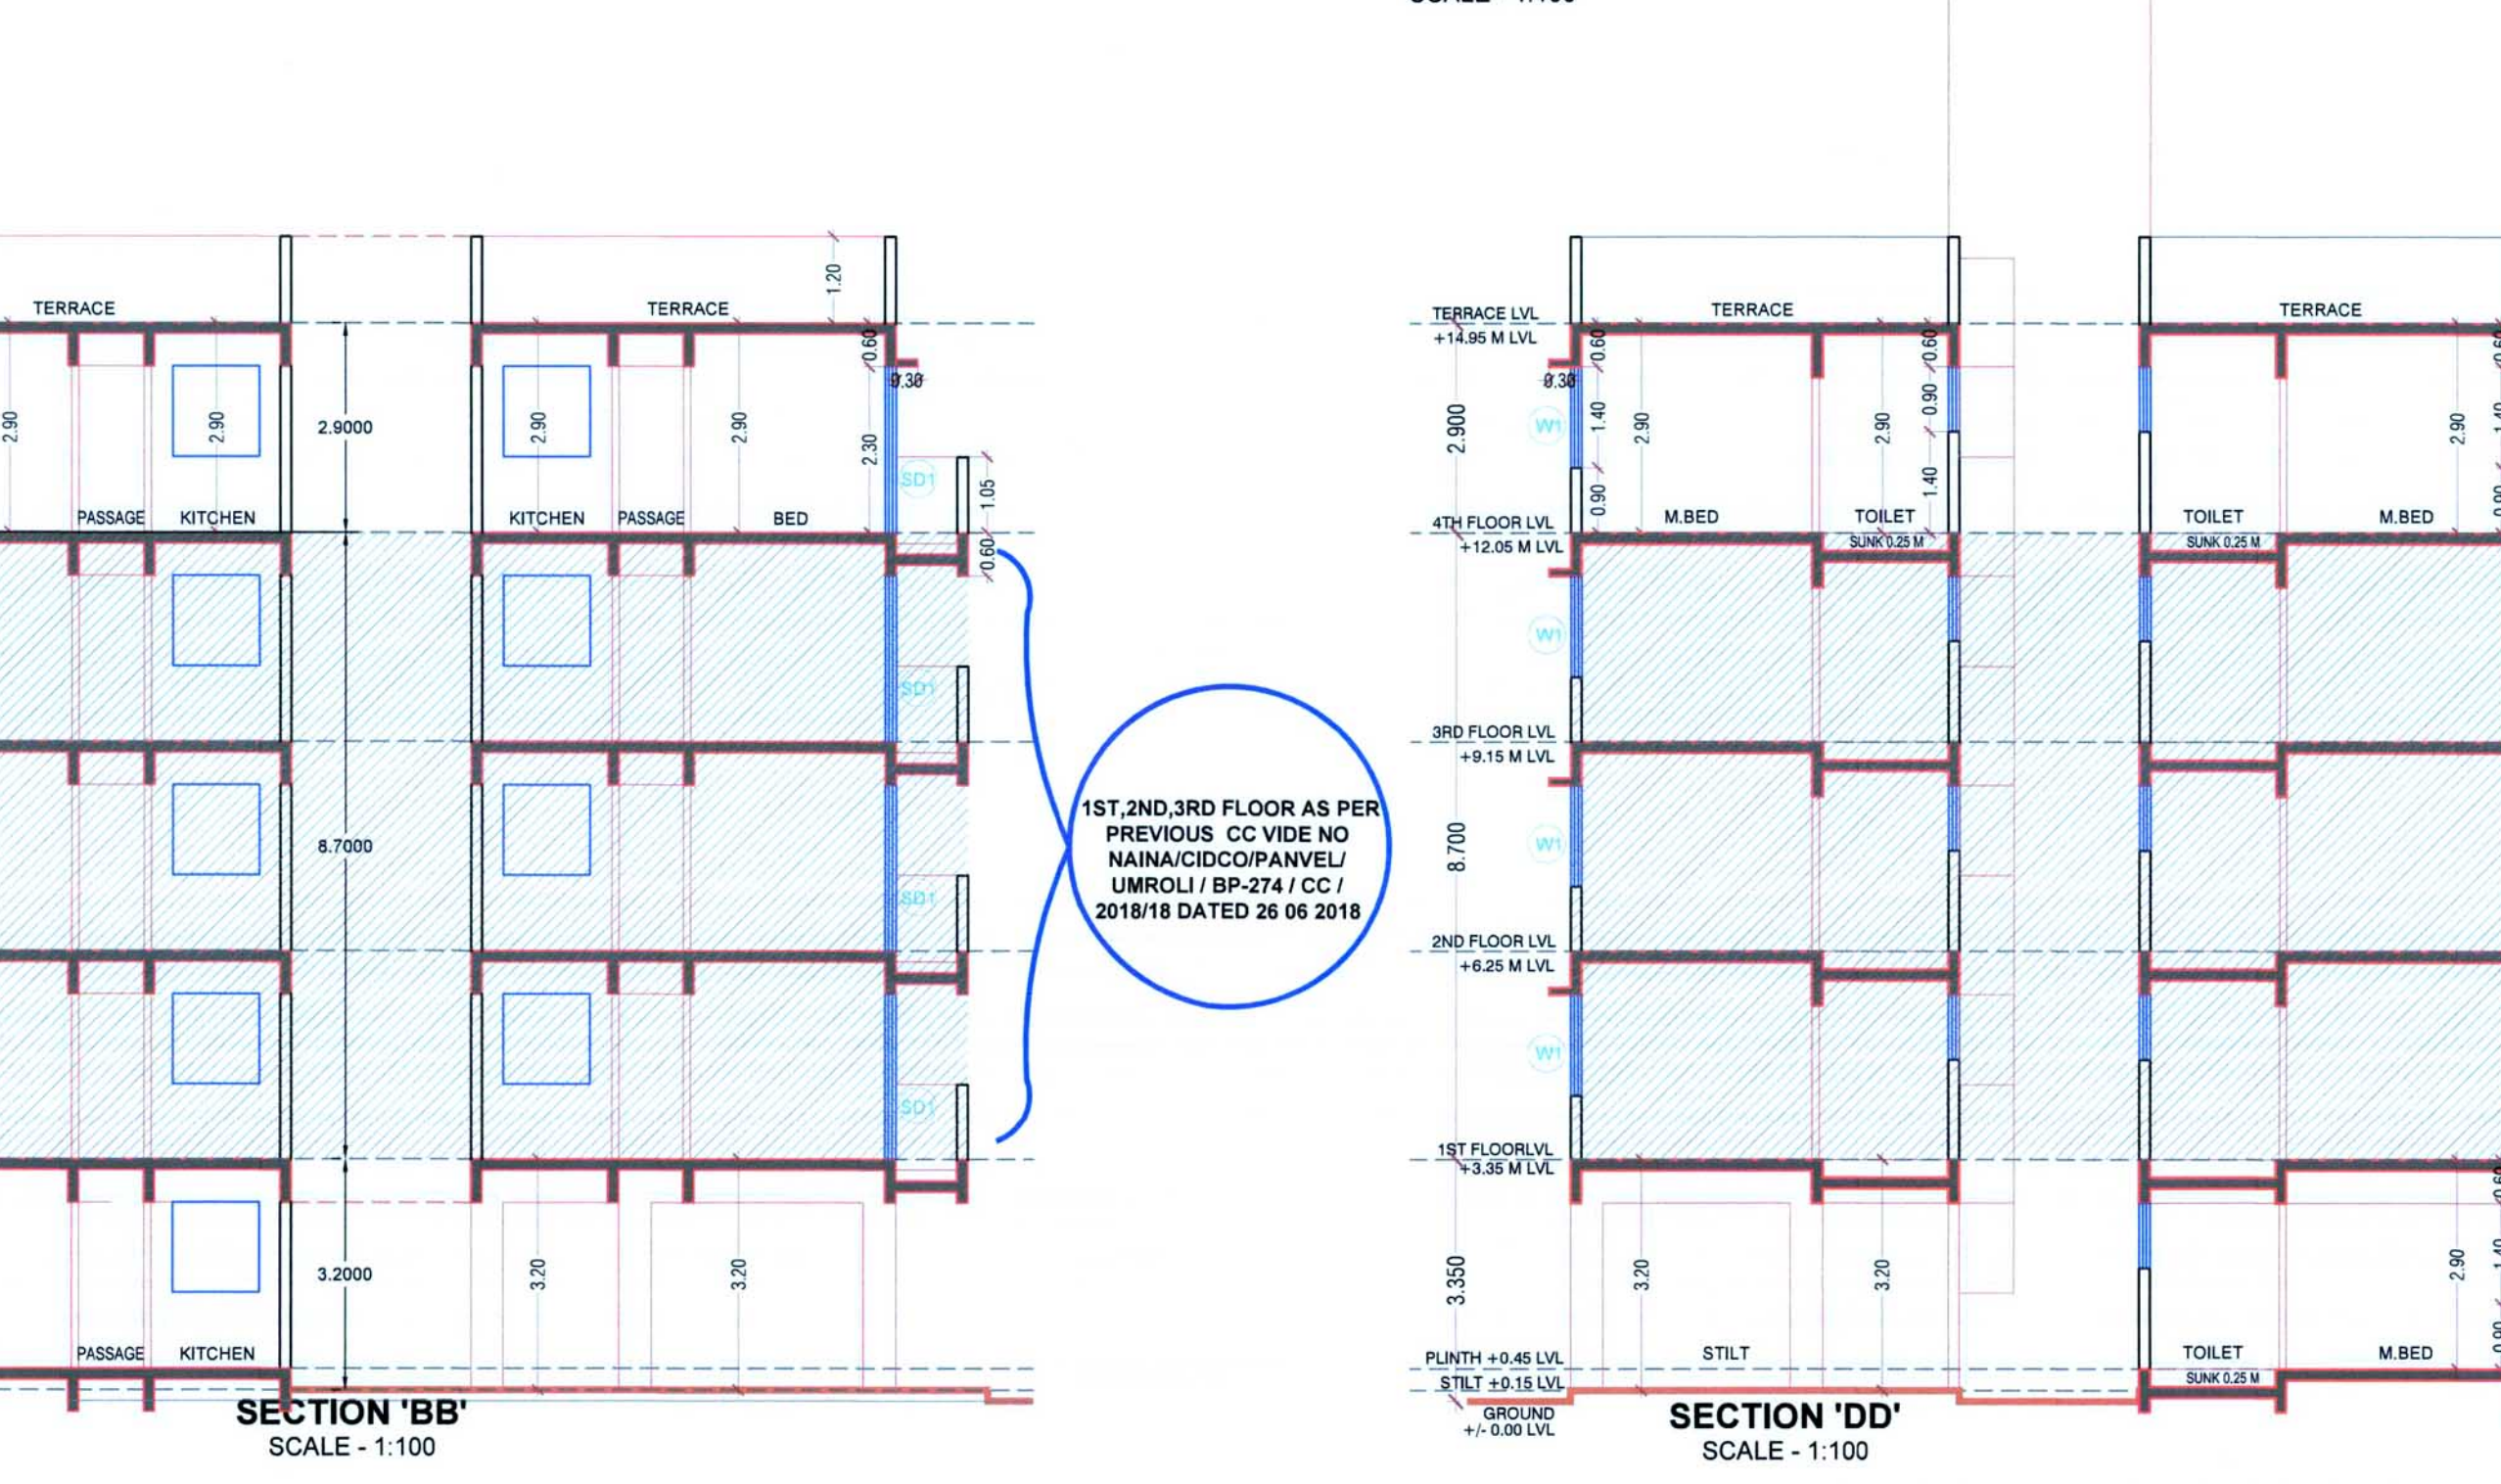 TERRACE
TERRACE
1.20
0.60
0.30
2.90
2.90
2.9000
2.90
2.90
2.30
SD1
1.05
PASSAGE
KITCHEN
KITCHEN
PASSAGE
BED
0.60
SD1
8.7000
SD1
SD1
1ST,2ND,3RD FLOOR AS PER
PREVIOUS CC VIDE NO
NAINA/CIDCO/PANVEL/
UMROLI / BP-274 / CC /
2018/18 DATED 26 06 2018
3.2000
3.20
3.20
PASSAGE
KITCHEN
SECTION 'BB'
SCALE - 1:100
TERRACE LVL
+14.95 M LVL
TERRACE
TERRACE
0.60
0.60
0.30
W1
2.900
1.40
2.90
2.90
0.90
2.90
0.90
1.40
4TH FLOOR LVL
+12.05 M LVL
M.BED
TOILET
SUNK 0.25 M
TOILET
SUNK 0.25 M
M.BED
W1
3RD FLOOR LVL
+9.15 M LVL
8.700
W1
2ND FLOOR LVL
+6.25 M LVL
W1
1ST FLOORLVL
+3.35 M LVL
3.350
3.20
3.20
2.90
1.40
PLINTH +0.45 LVL
STILT +0.15 LVL
STILT
TOILET
SUNK 0.25 M
M.BED
GROUND
+/- 0.00 LVL
SECTION 'DD'
SCALE - 1:100